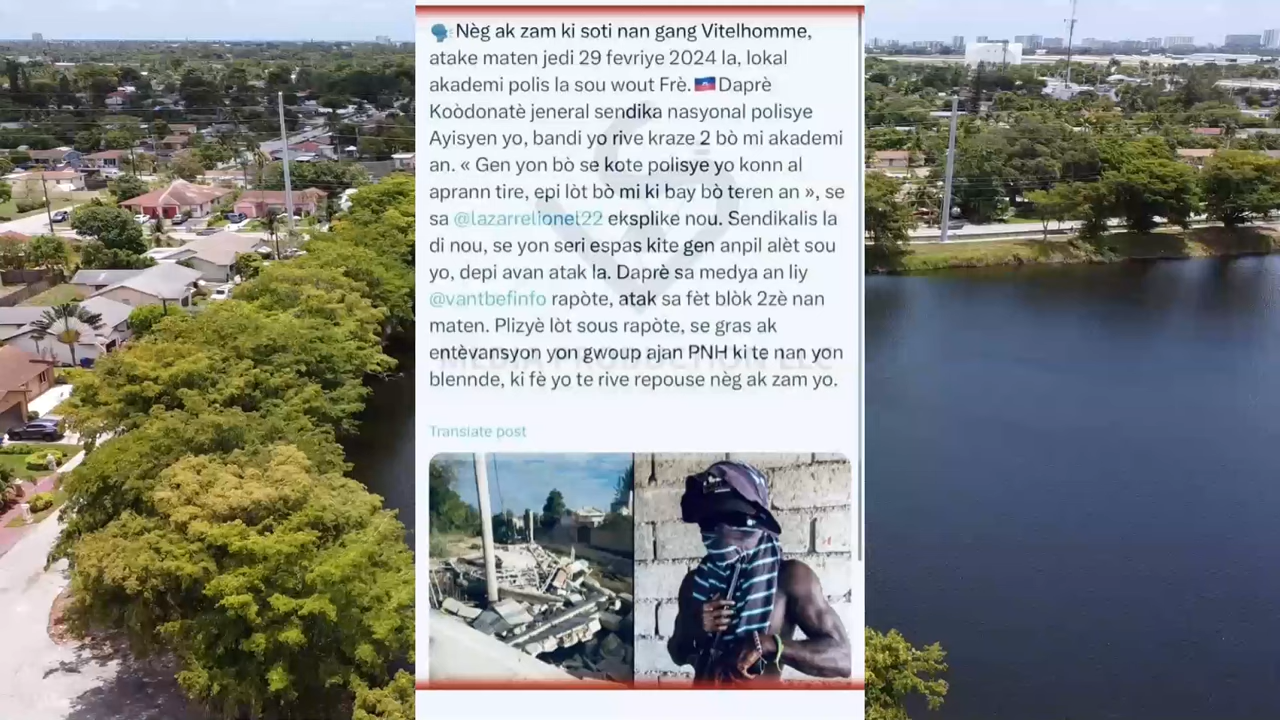 Nèg ak zam ki soti nan gang Vitelhomme,
atake maten jedi 29 fevriye 2024 la, lokal
akademi polis la sou wout Frè. Daprè
Koòdonatè jeneral sendika nasyonal polisye
Ayisyen yo, bandi yo rive kraze 2 bò mi akademi
an. « Gen yon bò se kote polisye yo konn al
aprann tire, epi lòt bò mi ki bay bò teren an », se
sa @lazarrelionel22 eksplike nou. Sendikalis la
di nou, se yon seri espas kite gen anpil alèt sou
yo, depi avan atak la. Daprè sa medya an liy
@vantbefinfo rapòte, atak sa fèt blòk 2zè nan
maten. Plizyè lòt sous rapòte, se gras ak
entèvansyon yon gwoup ajan PNH ki te nan yon
blennde, ki fè yo te rive repouse nèg ak zam yo.
Translate post